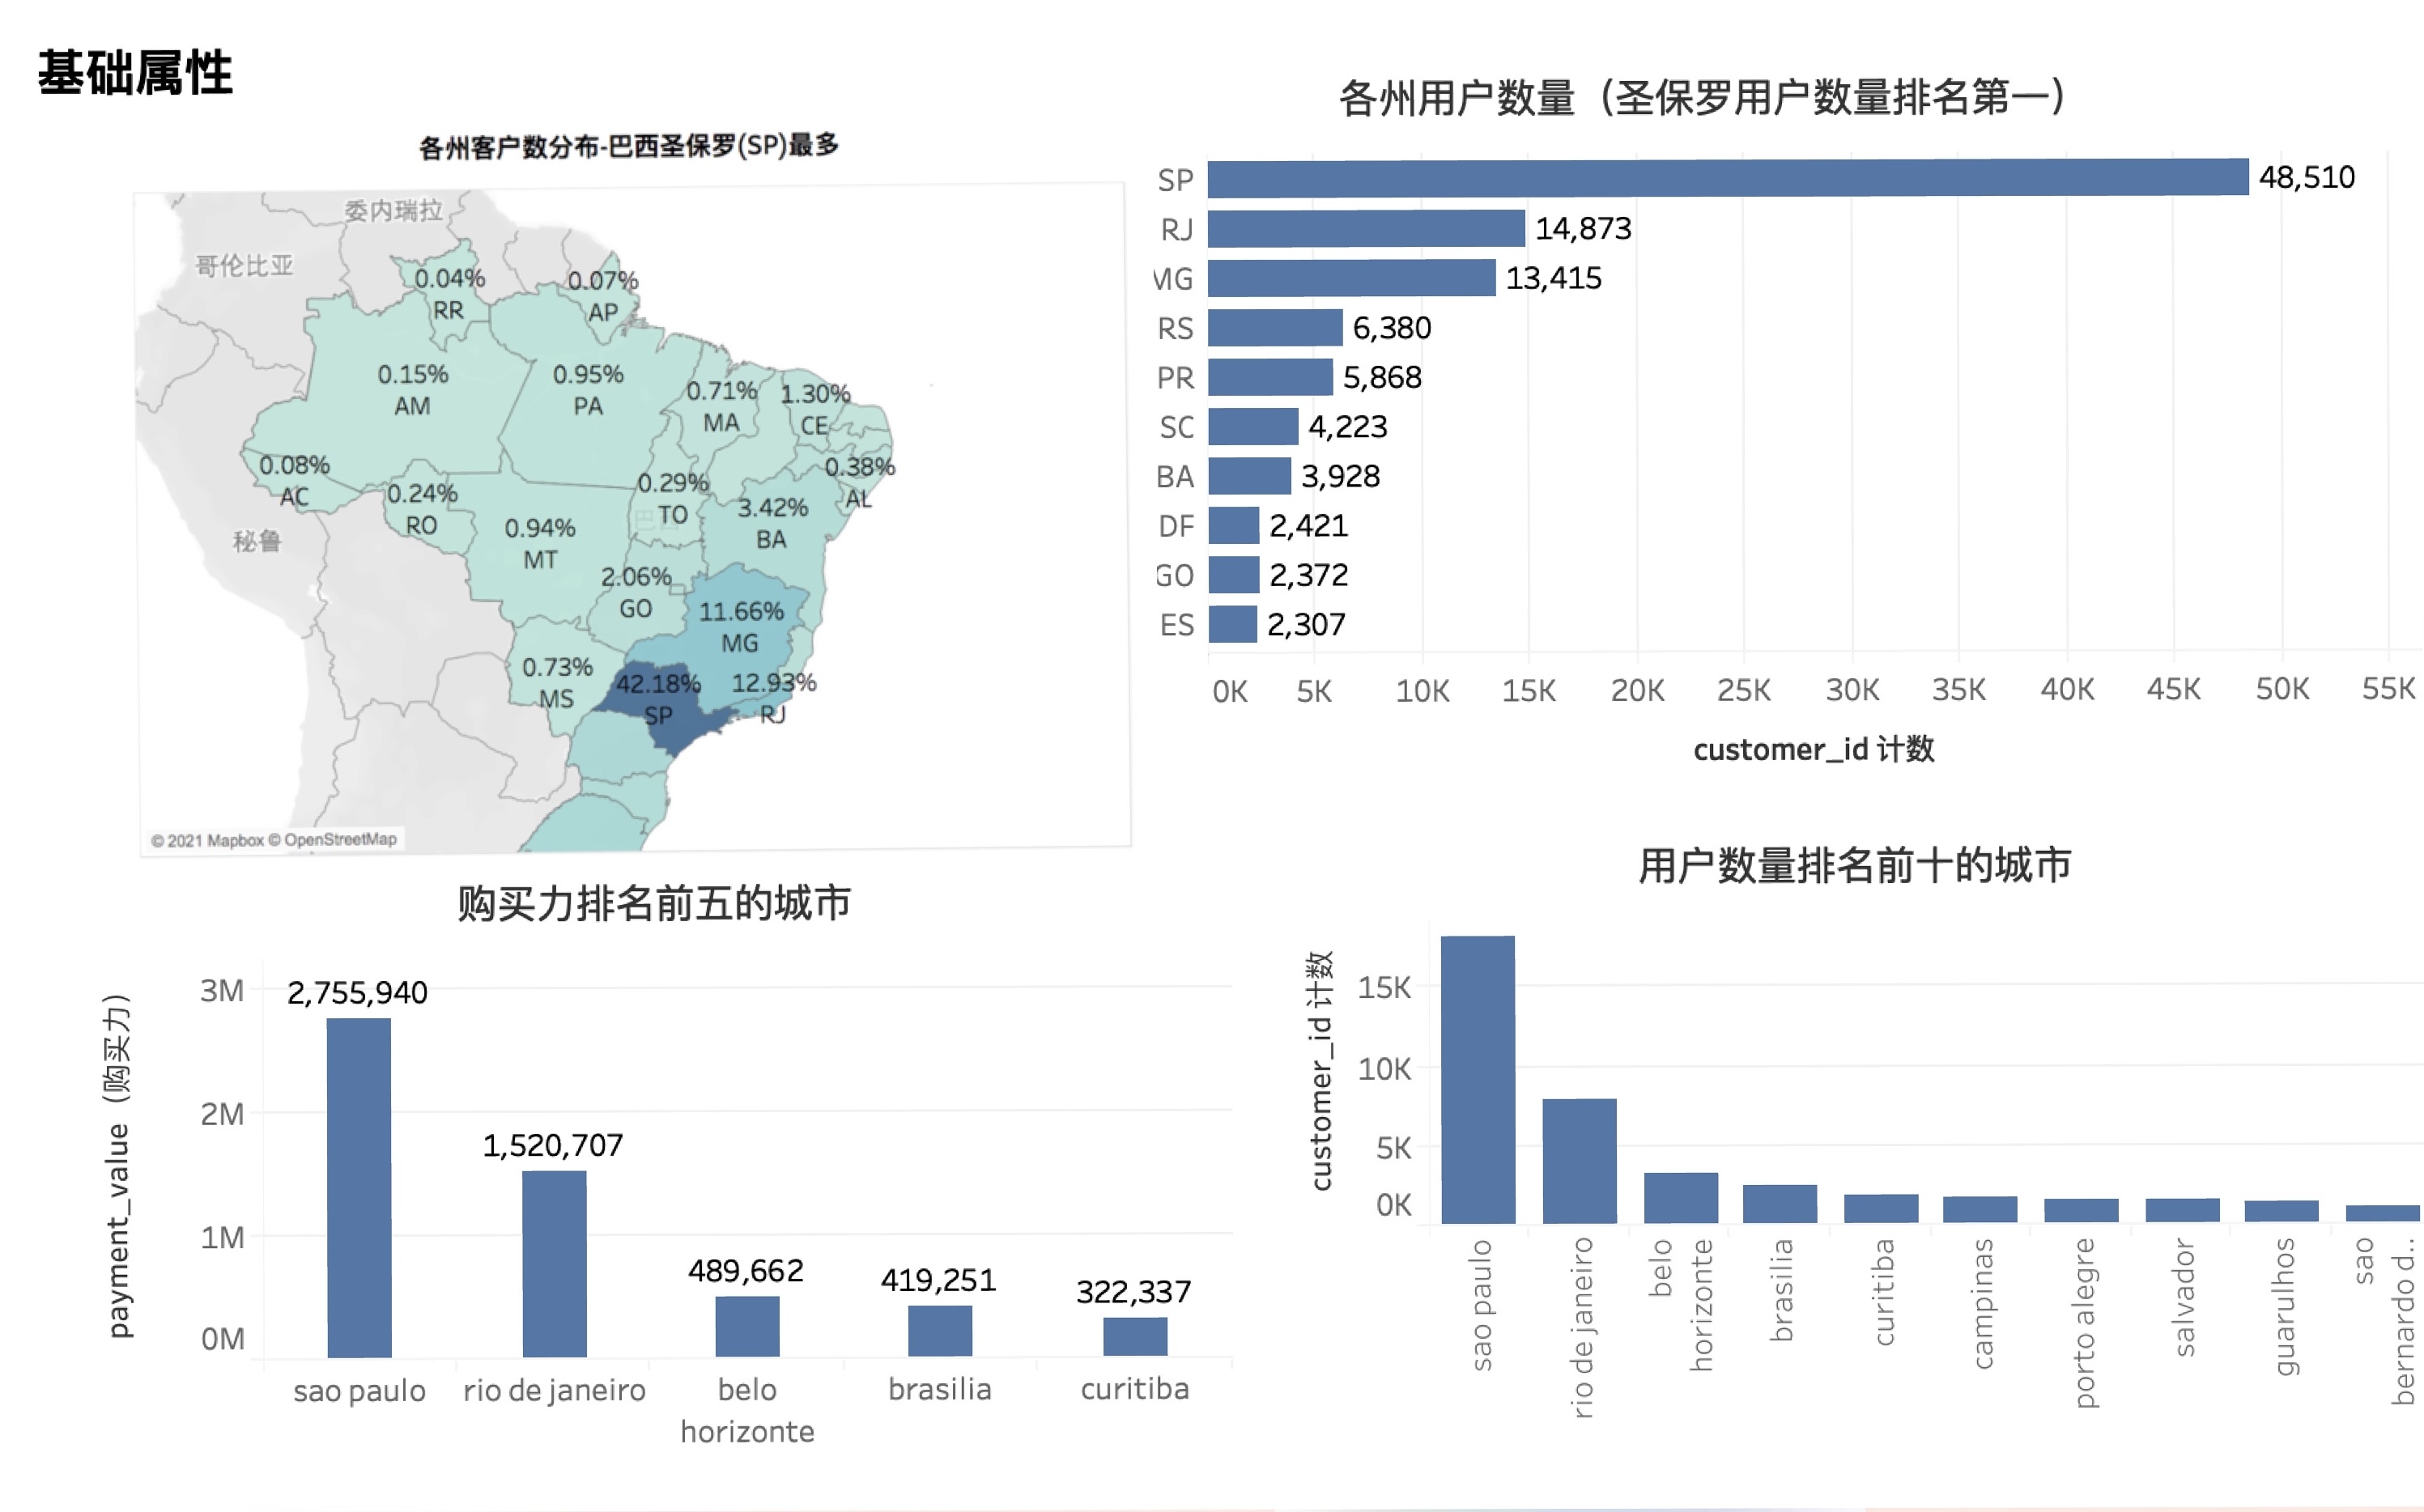 基础属性
各州客户数分布-巴西圣保罗(SP)最多
委内瑞拉
哥伦比亚
0.04%
RR
0.07%
AP
0.15%
AM
0.95%
PA
0.71%
MA
1.30%
CE
0.08%
AC
0.24%
RO
0.94%
MT
0.29%
TO
0.38%
AL
3.42%
BA
秘鲁
2.06%
GO
11.66%
MG
0.73%
MS
42.18%
SP
12.93%
RJ
© 2021 Mapbox © OpenStreetMap
各州用户数量（圣保罗用户数量排名第一）
SP 48,510
RJ 14,873
MG 13,415
RS 6,380
PR 5,868
SC 4,223
BA 3,928
DF 2,421
GO 2,372
ES 2,307
0K 5K 10K 15K 20K 25K 30K 35K 40K 45K 50K 55K
customer_id 计数
购买力排名前五的城市
payment_value（购买力）
3M
2M
1M
0M
2,755,940
1,520,707
489,662
419,251
322,337
sao paulo
rio de janeiro
belo
horizonte
brasilia
curitiba
用户数量排名前十的城市
customer_id 计数
15K
10K
5K
0K
sao paulo
rio de janeiro
belo
horizonte
brasilia
curitiba
campinas
porto alegre
salvador
guarulhos
sao
bernardo d..